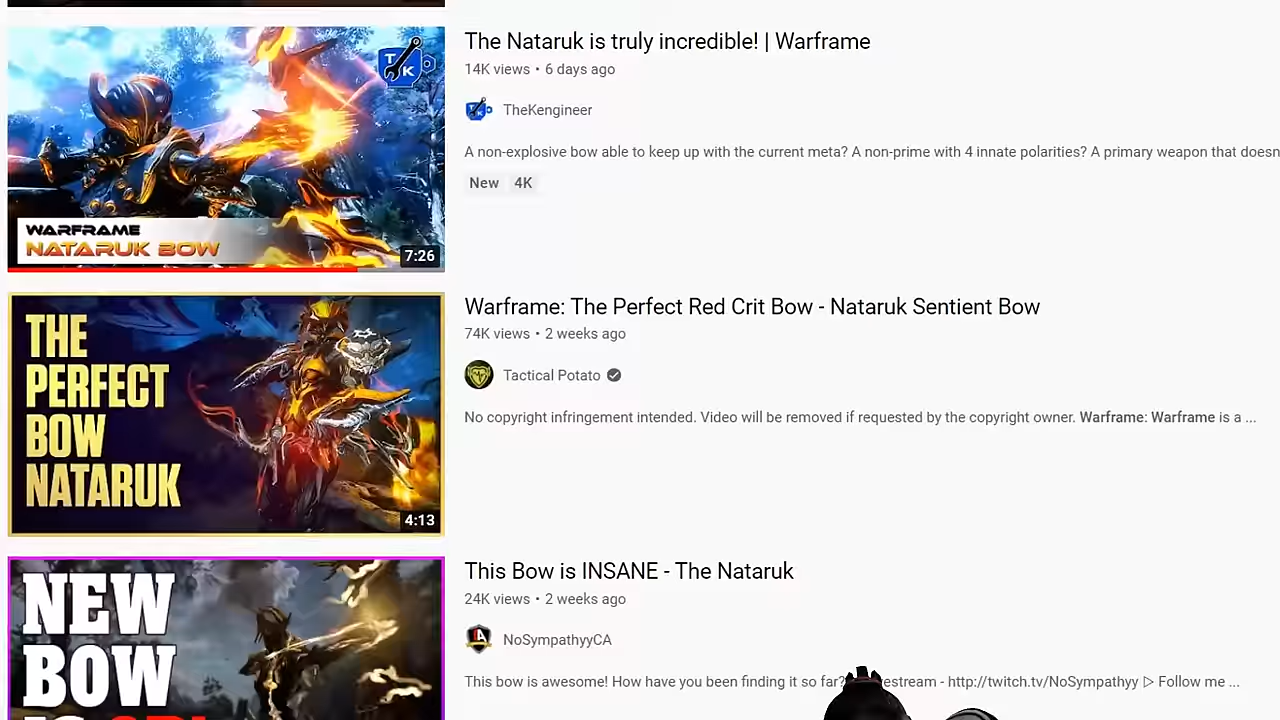 The Nataruk is truly incredible! | Warframe
14K views • 6 days ago
TK
TheKengineer
A non-explosive bow able to keep up with the current meta? A non-prime with 4 innate polarities? A primary weapon that doesn
New 4K
WARFRAME
NATARUK BOW
7:26
Warframe: The Perfect Red Crit Bow - Nataruk Sentient Bow
74K views • 2 weeks ago
THE
PERFECT
BOW
NATARUK
Tactical Potato
No copyright infringement intended. Video will be removed if requested by the copyright owner. Warframe: Warframe is a ...
4:13
This Bow is INSANE - The Nataruk
24K views • 2 weeks ago
NEW
BOW
NoSympathyyCA
This bow is awesome! How have you been finding it so far? estream - http://twitch.tv/NoSympathyy ▷ Follow me ...